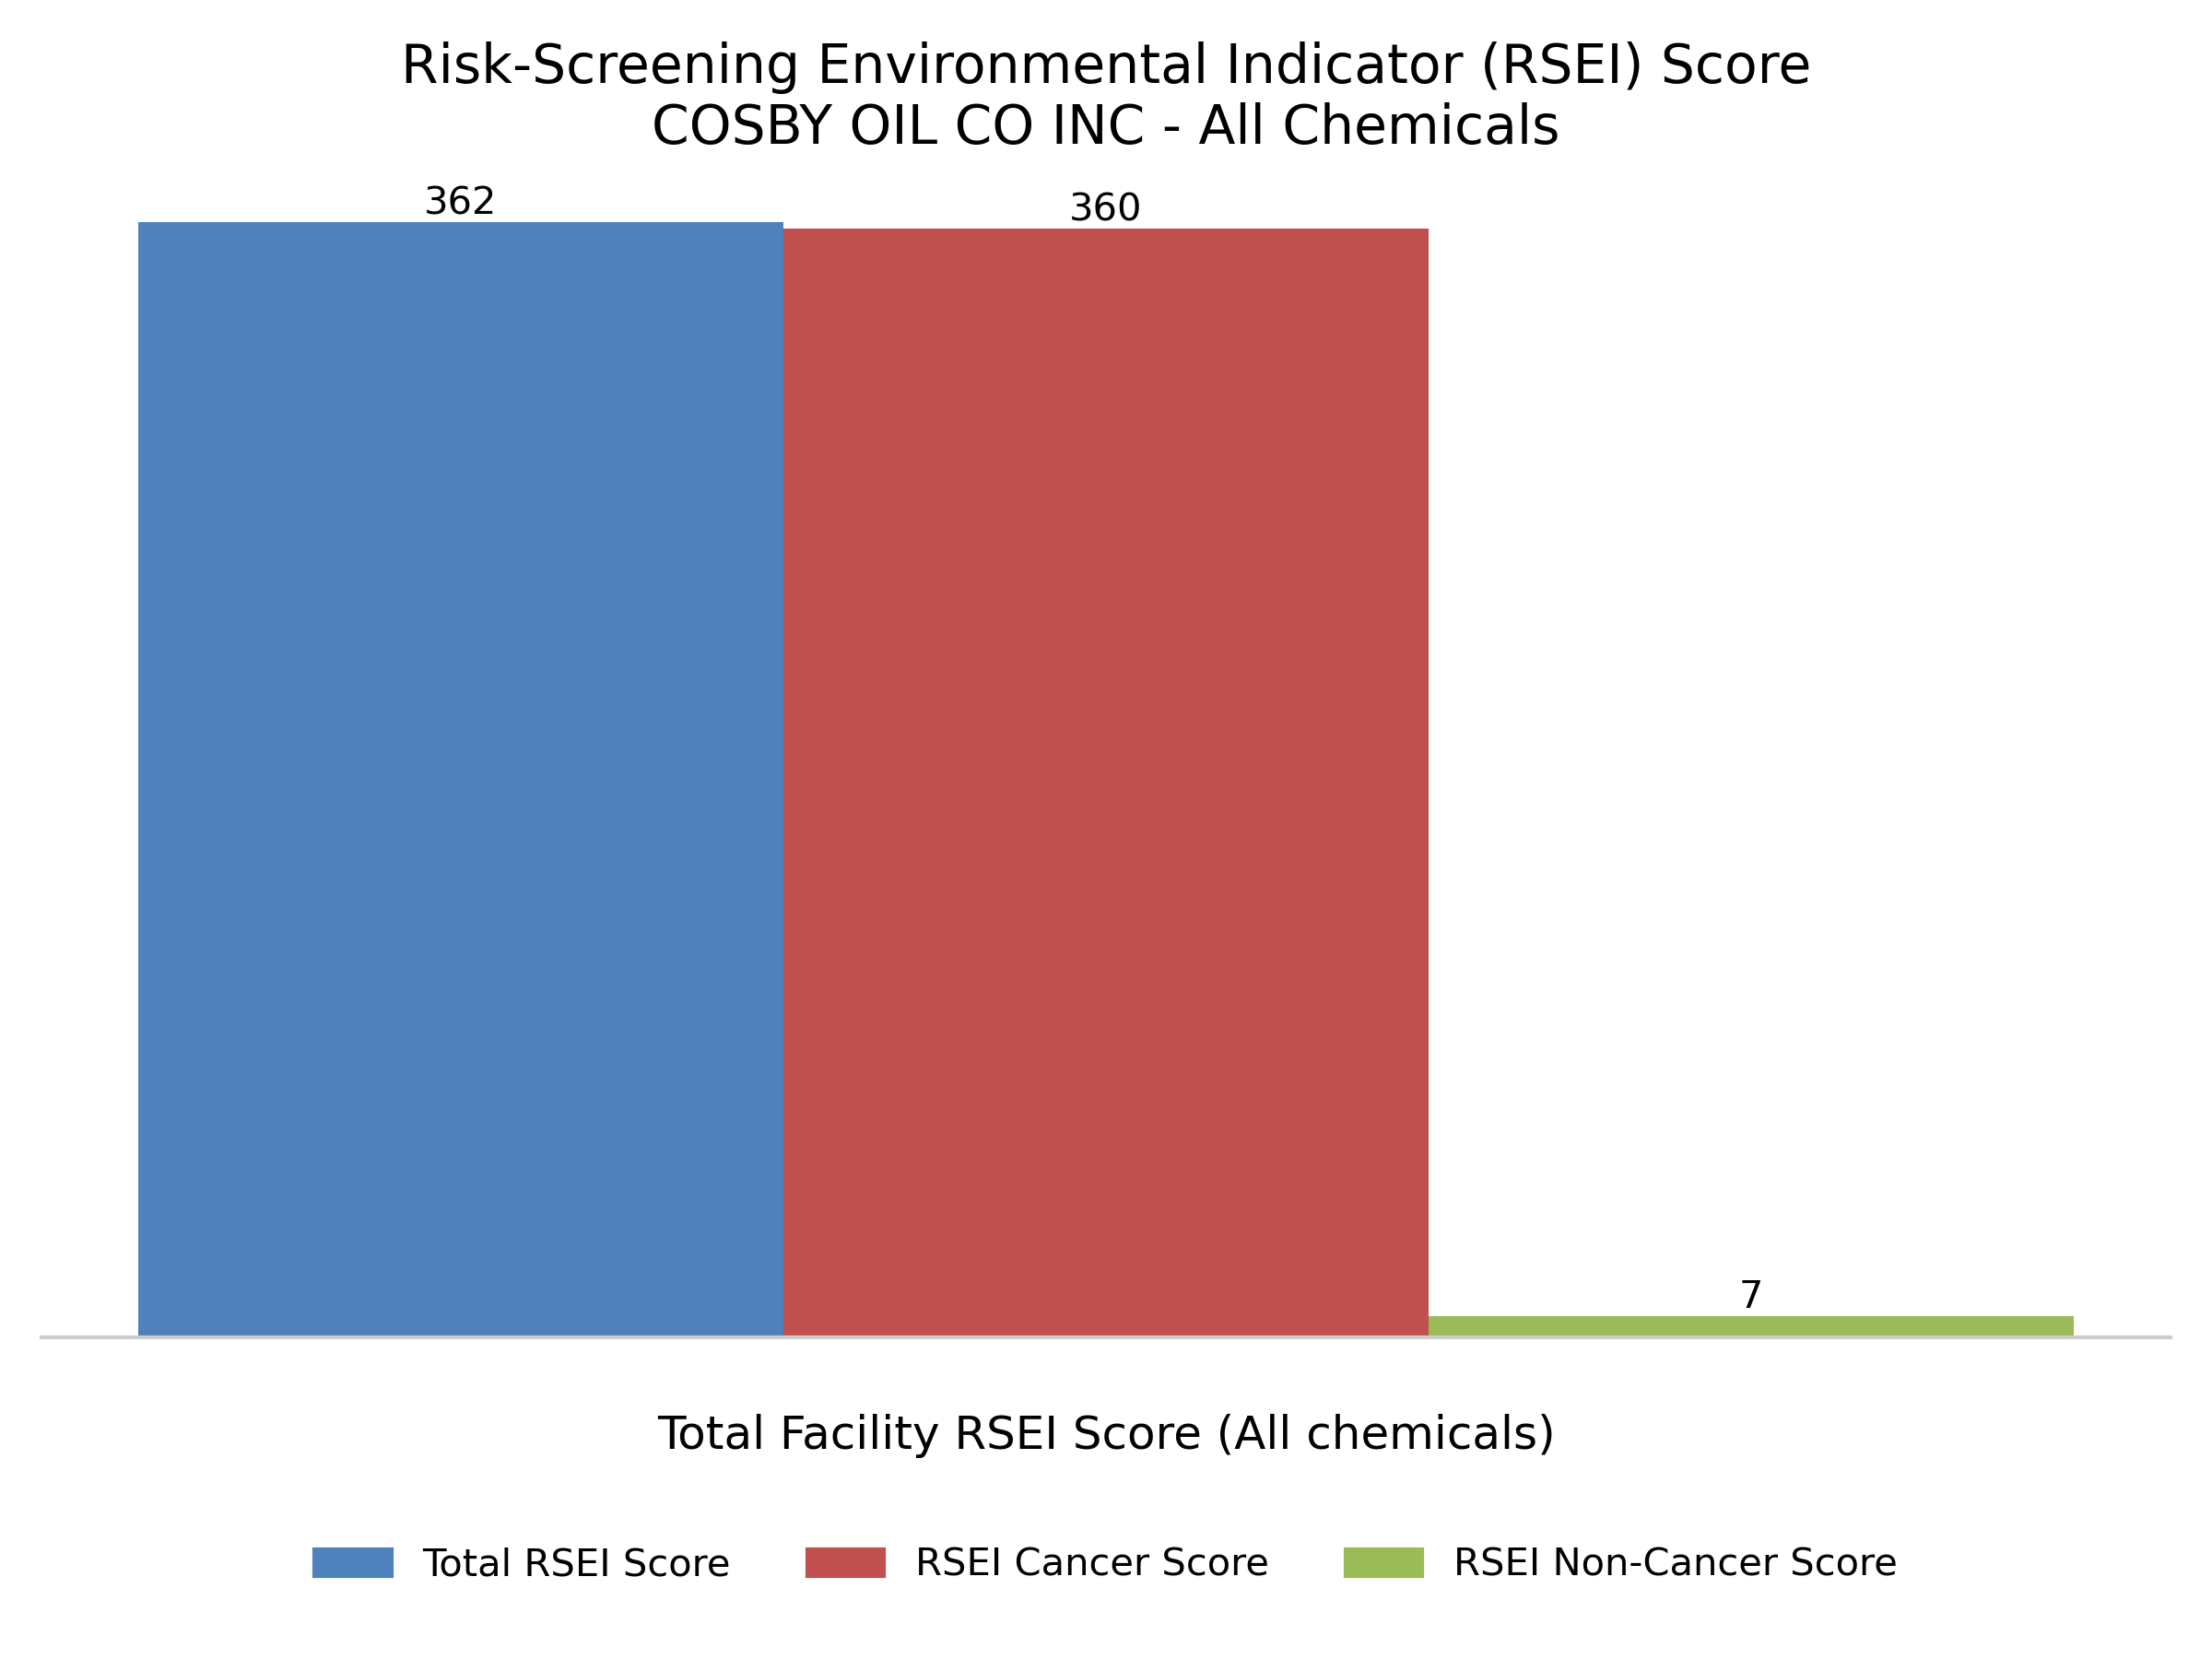 Risk-Screening Environmental Indicator (RSEI) Score
COSBY OIL CO INC - All Chemicals
362
360
7
Total Facility RSEI Score (All chemicals)
Total RSEI Score
RSEI Cancer Score
RSEI Non-Cancer Score